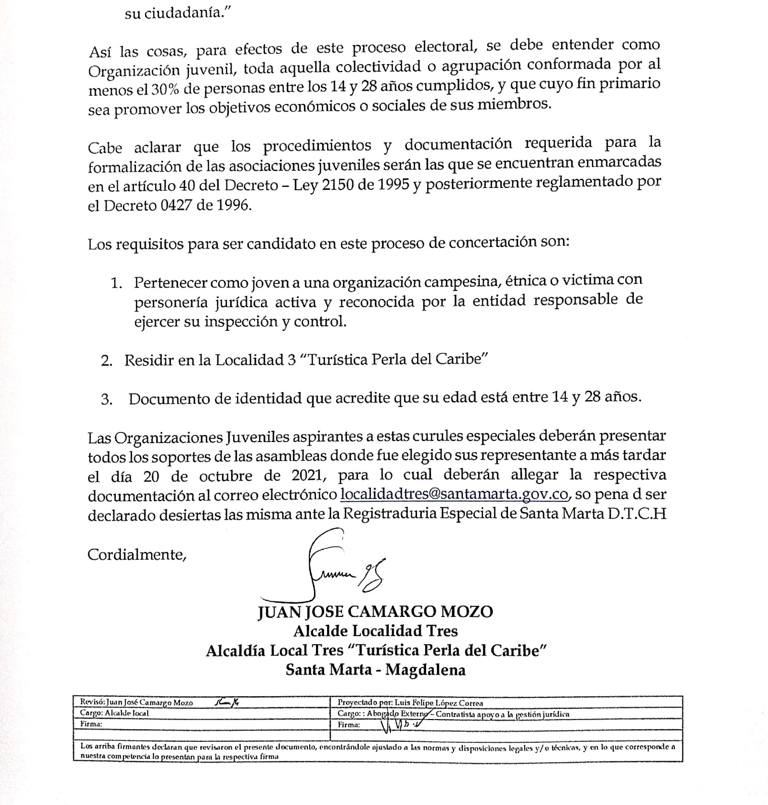 su ciudadanía.”
Así las cosas, para efectos de este proceso electoral, se debe entender como
Organización juvenil, toda aquella colectividad o agrupación conformada por al
menos el 30% de personas entre los 14 y 28 años cumplidos, y que cuyo fin primario
sea promover los objetivos económicos o sociales de sus miembros.
Cabe aclarar que los procedimientos y documentación requerida para la
formalización de las asociaciones juveniles serán las que se encuentran enmarcadas
en el artículo 40 del Decreto – Ley 2150 de 1995 y posteriormente reglamentado por
el Decreto 0427 de 1996.
Los requisitos para ser candidato en este proceso de concertación son:
1. Pertenecer como joven a una organización campesina, étnica o victima con
personería jurídica activa y reconocida por la entidad responsable de
ejercer su inspección y control.
2. Residir en la Localidad 3 “Turística Perla del Caribe”
3. Documento de identidad que acredite que su edad está entre 14 y 28 años.
Las Organizaciones Juveniles aspirantes a estas curules especiales deberán presentar
todos los soportes de las asambleas donde fue elegido sus representante a más tardar
el día 20 de octubre de 2021, para lo cual deberán allegar la respectiva
documentación al correo electrónico localidadtres@santamarta.gov.co, so pena d ser
declarado desiertas las misma ante la Registraduria Especial de Santa Marta D.T.C.H
Cordialmente,
JUAN JOSE CAMARGO MOZO
Alcalde Localidad Tres
Alcaldía Local Tres “Turística Perla del Caribe”
Santa Marta - Magdalena
Revisó: Juan José Camargo Mozo
Proyectado por: Luis Felipe López Correa
Cargo: Alcalde local
Cargo: : Abogado Externo – Contratista apoyo a la gestión jurídica
Firma:
Firma:
Los arriba firmantes declaran que revisaron el presente documento, encontrándole ajustado a las normas y disposiciones legales y/o técnicas, y en lo que corresponde a
nuestra competencia lo presentan para la respectiva firma